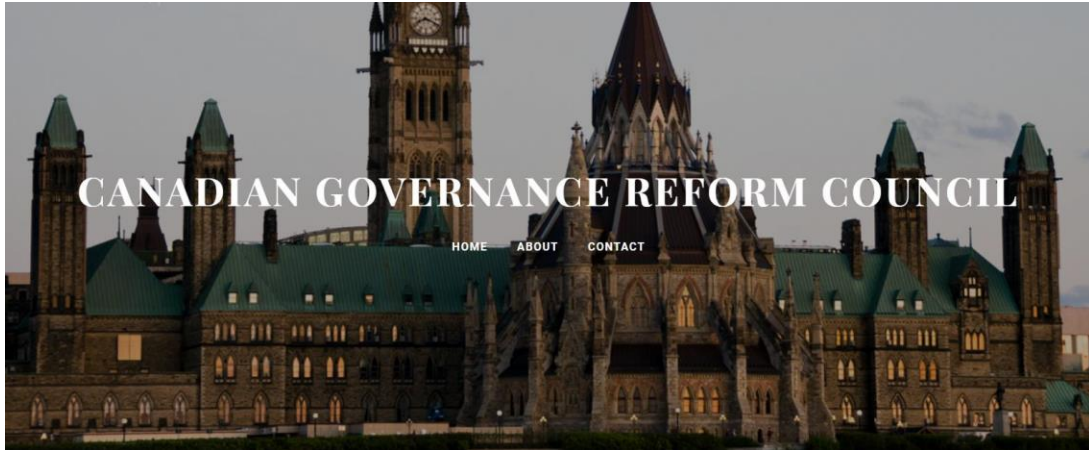 CANADIAN GOVERNANCE REFORM COUNCIL
HOME ABOUT CONTACT